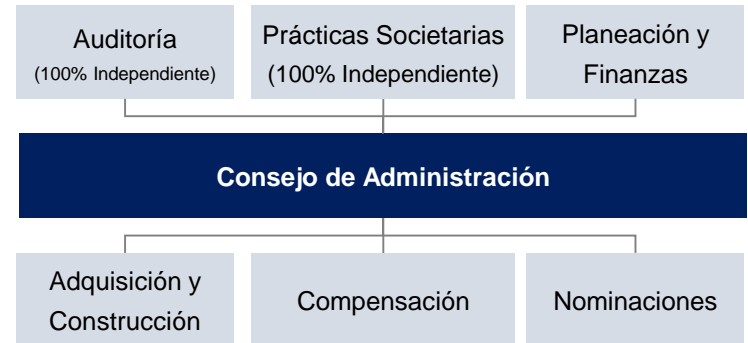 Auditoría
(100% Independiente)
Prácticas Societarias
(100% Independiente)
Planeación y
Finanzas
Consejo de Administración
Adquisición y
Construcción
Compensación
Nominaciones